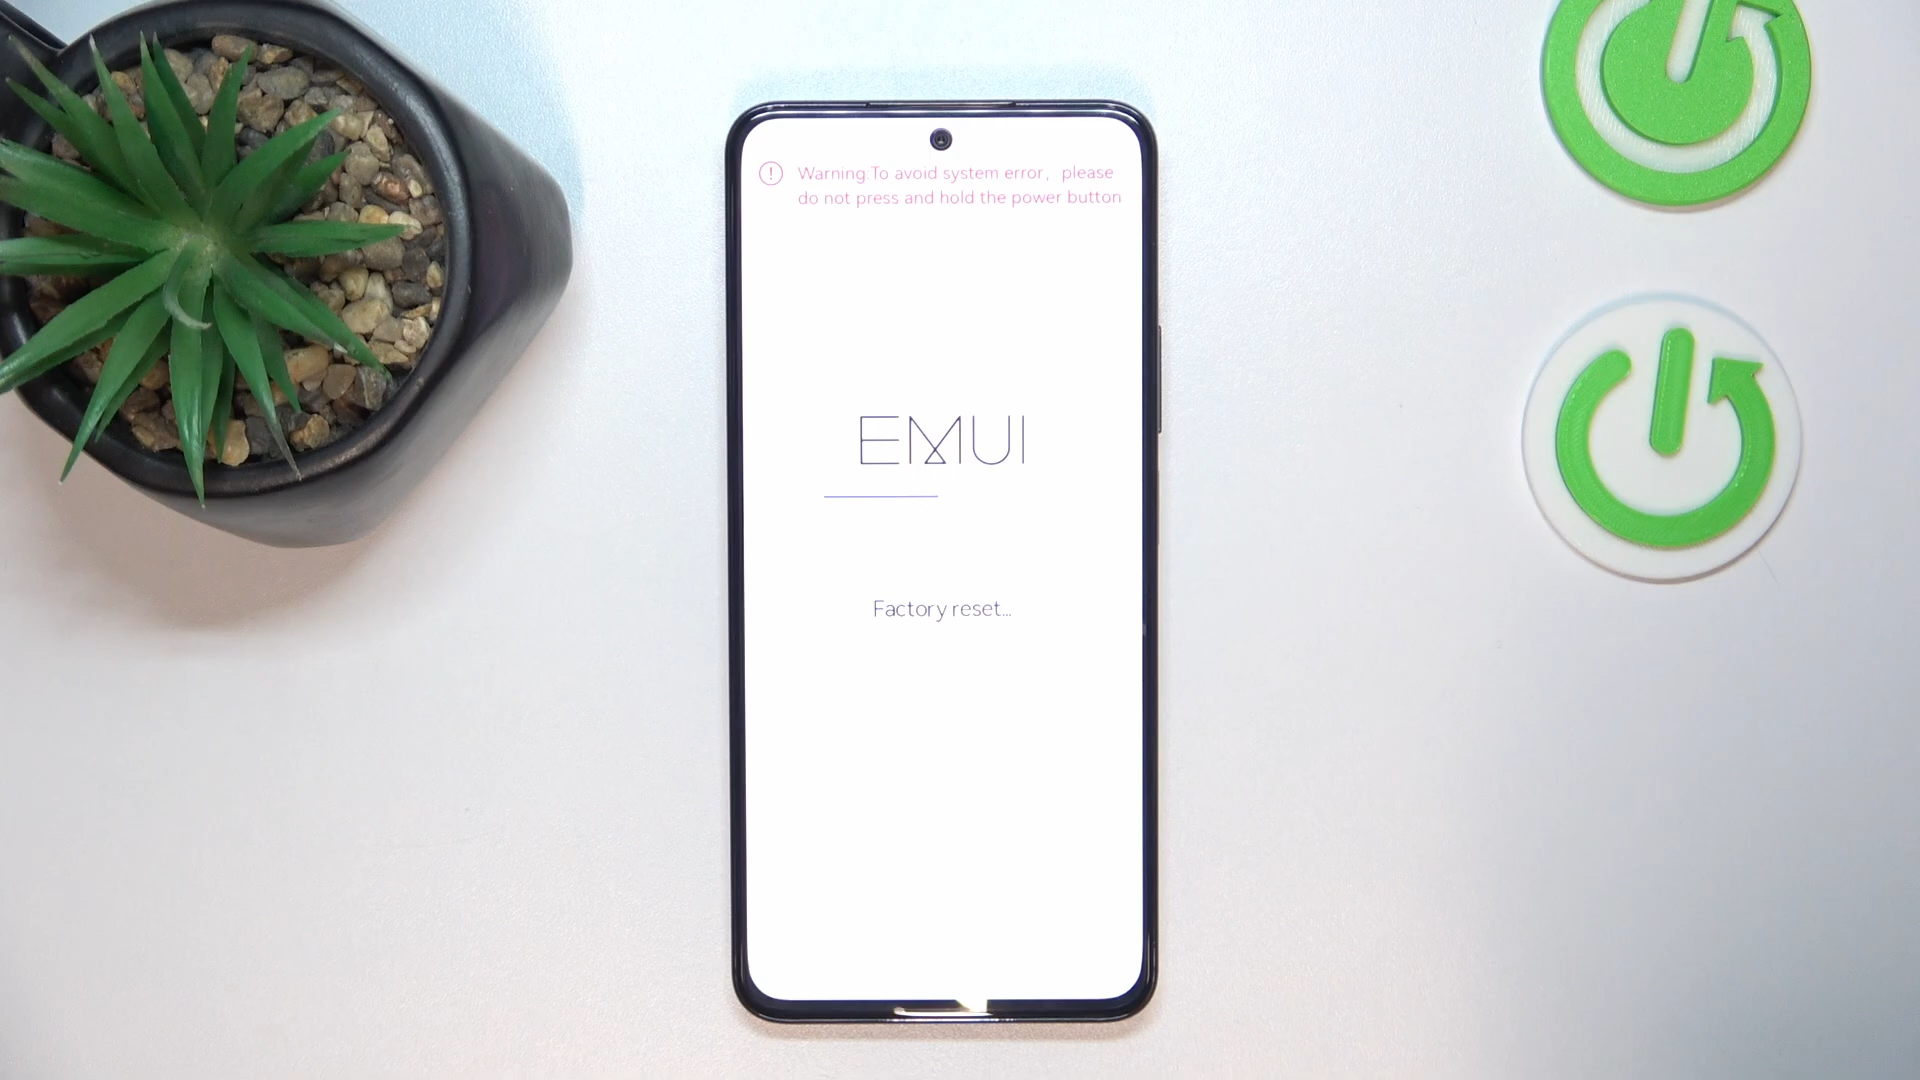 Warning.To avoid system error, please
do not press and hold the power button
EMUI
Factory reset...